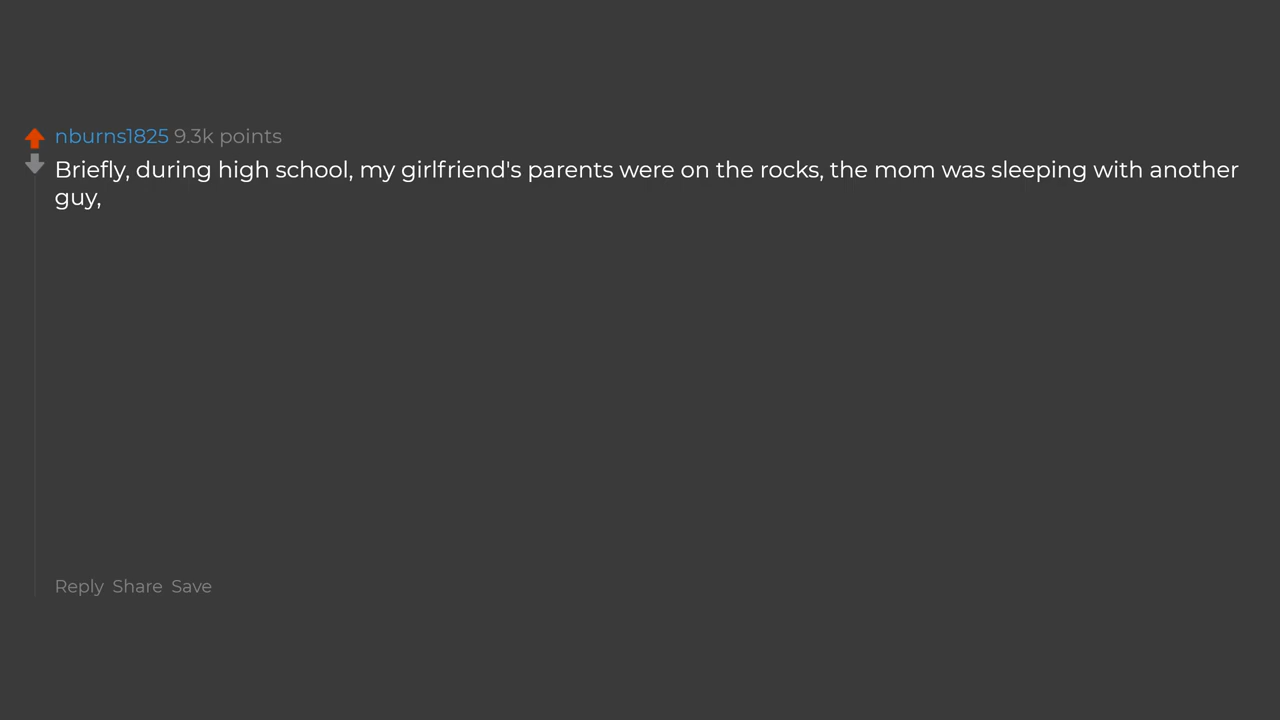 nburns1825 9.3k points
Briefly, during high school, my girlfriend's parents were on the rocks, the mom was sleeping with another
guy,
Reply Share Save